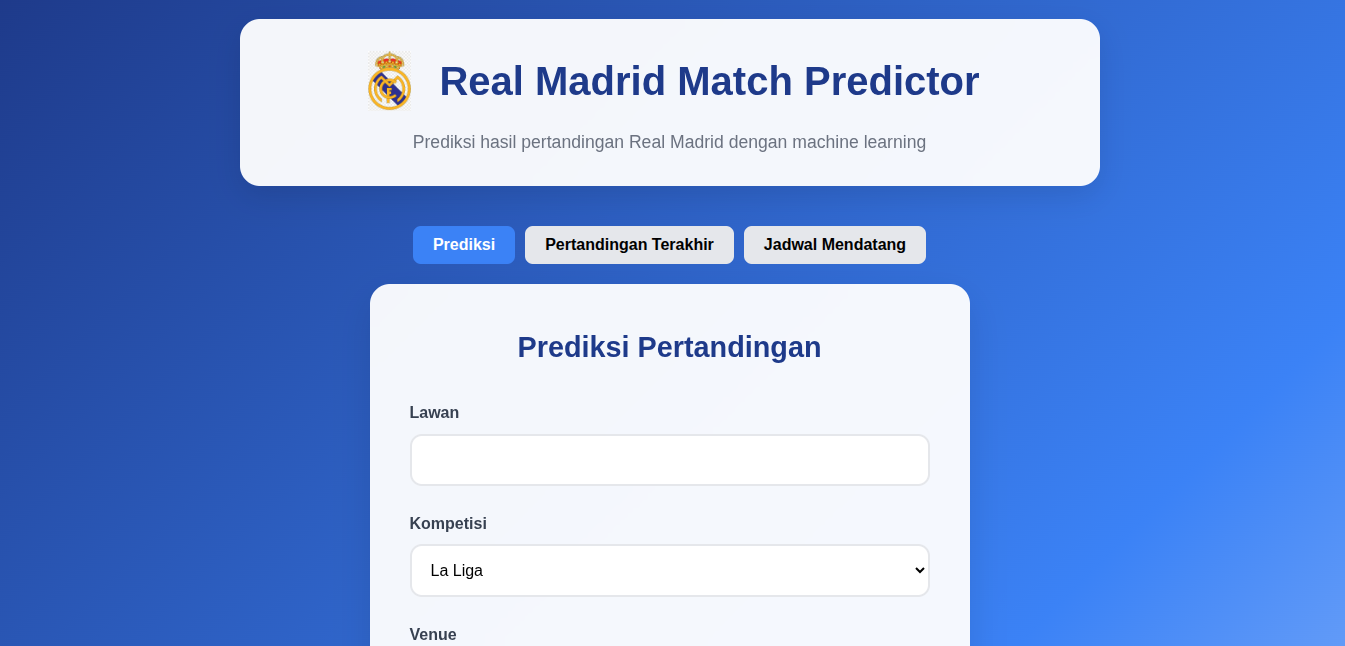 Real Madrid Match Predictor
Prediksi hasil pertandingan Real Madrid dengan machine learning
Prediksi
Pertandingan Terakhir
Jadwal Mendatang
Prediksi Pertandingan
Lawan
Kompetisi
La Liga
Venue